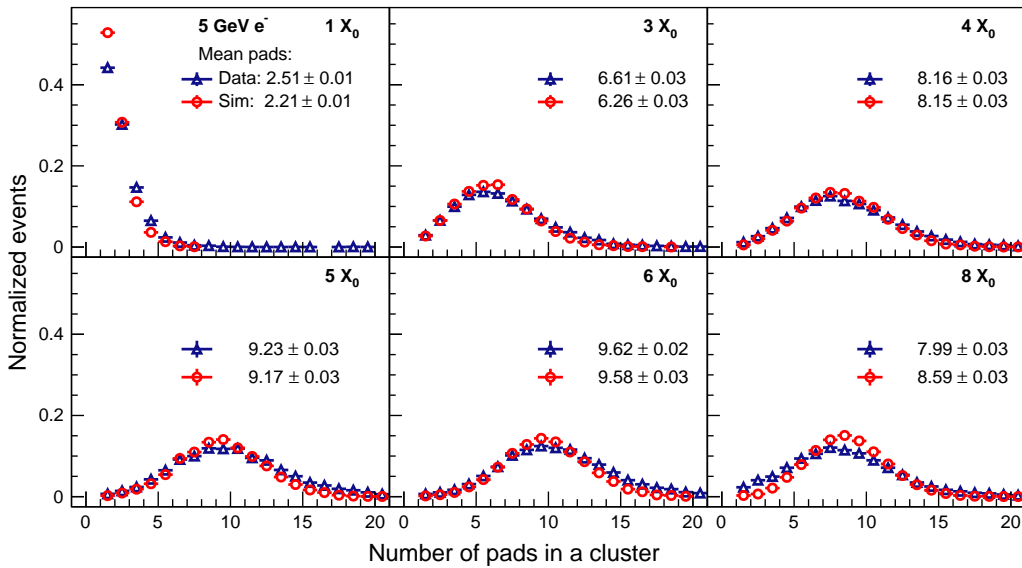 5 GeV e⁻ 1 X₀
Mean pads:
Data: 2.51 ± 0.01
Sim: 2.21 ± 0.01
3 X₀
6.61 ± 0.03
6.26 ± 0.03
4 X₀
8.16 ± 0.03
8.15 ± 0.03
0.4
0.2
0
5 X₀
9.23 ± 0.03
9.17 ± 0.03
6 X₀
9.62 ± 0.02
9.58 ± 0.03
8 X₀
7.99 ± 0.03
8.59 ± 0.03
0.4
0.2
0
0 5 10 15 20
0 5 10 15 20
0 5 10 15 20
Normalized events
Number of pads in a cluster